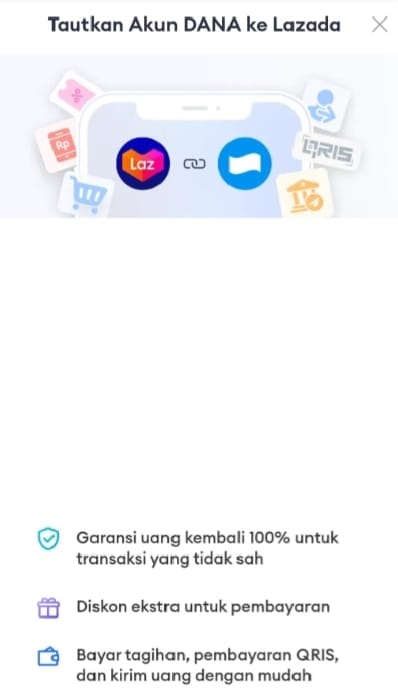 Tautkan Akun DANA ke Lazada
Rp
Laz
QRIS
Garansi uang kembali 100% untuk
transaksi yang tidak sah
Diskon ekstra untuk pembayaran
Bayar tagihan, pembayaran QRIS,
dan kirim uang dengan mudah